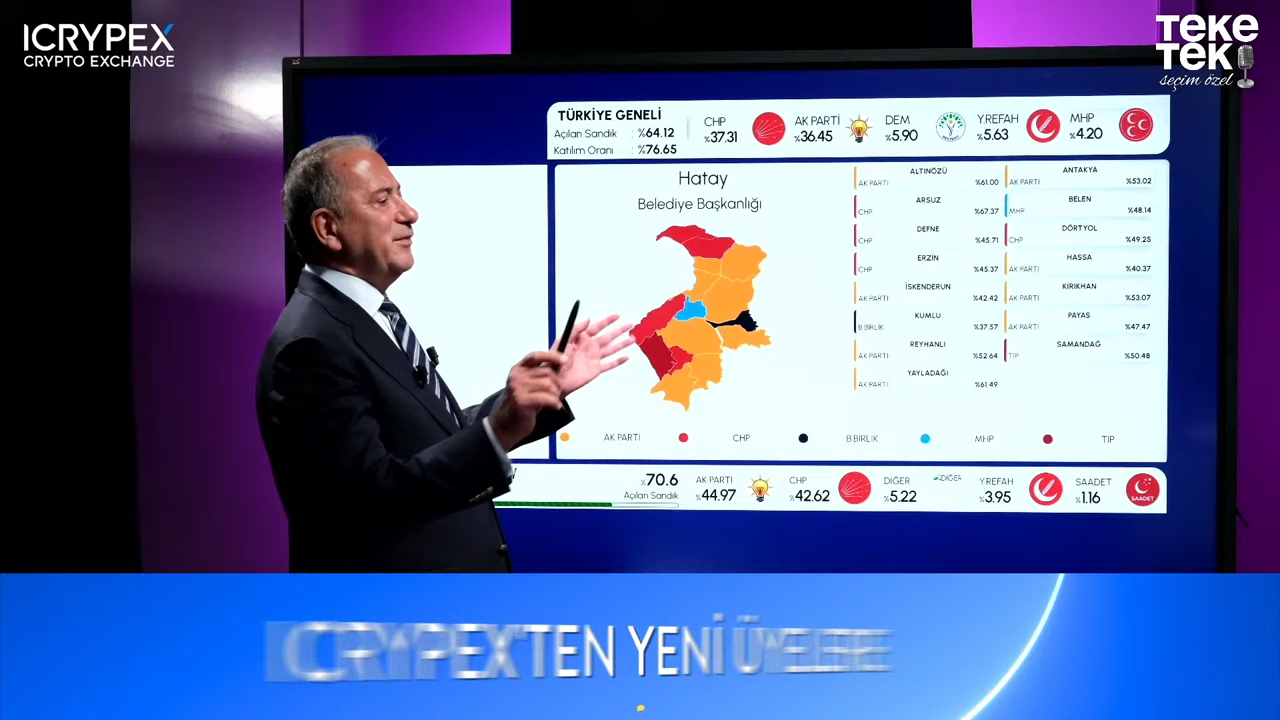 ICRYPEX
CRYPTO EXCHANGE
TEKE
TEK
seçim özel
TÜRKİYE GENELİ
Açılan Sandık : %64.12
Katılım Oranı : %76.65
CHP
%37.31
AK PARTİ
%36.45
DEM
%5.90
Y.REFAH
%5.63
MHP
%4.20
Hatay
Belediye Başkanlığı
ALTINÖZÜ
AK PARTİ %61.00
ARSUZ
CHP %67.37
DEFNE
CHP %45.71
ERZİN
CHP %45.37
İSKENDERUN
AK PARTİ %42.42
KUMLU
B.BİRLİK %37.57
REYHANLI
AK PARTİ %52.64
YAYLADAĞI
AK PARTİ %61.49
ANTAKYA
AK PARTİ %53.02
BELEN
MHP %48.14
DÖRTYOL
CHP %49.25
HASSA
AK PARTİ %40.37
KIRIKHAN
AK PARTİ %53.07
PAYAS
AK PARTİ %47.47
SAMANDAĞ
TİP %50.48
AK PARTİ CHP B.BİRLİK MHP TİP
%70.6
Açılan Sandık
AK PARTİ
%44.97
CHP
%42.62
DİĞER
%5.22
DİĞER
Y.REFAH
%3.95
SAADET
%1.16
SAADET
ICRYPEX'TEN YENİ ÜYELERE